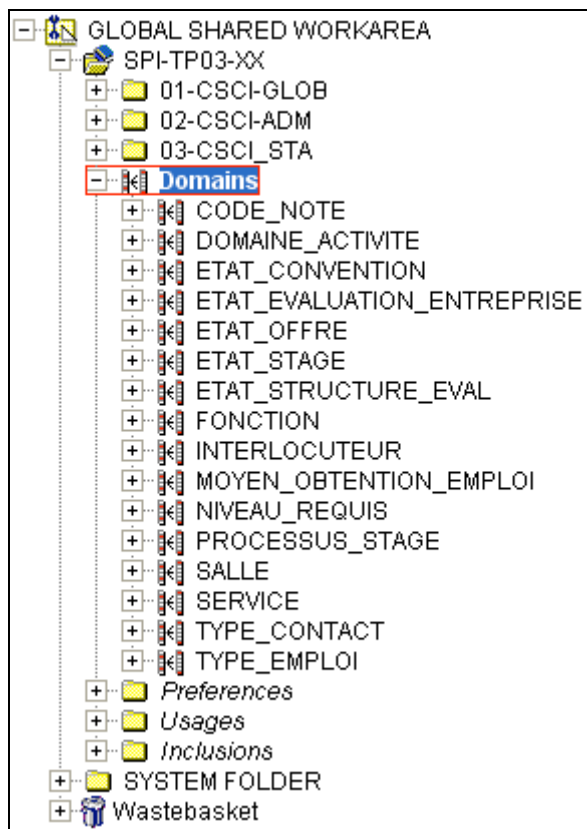 GLOBAL SHARED WORKAREA
SPI-TP03-XX
01-CSCI-GLOB
02-CSCI-ADM
03-CSCI_STA
Domains
CODE_NOTE
DOMAINE_ACTIVITE
ETAT_CONVENTION
ETAT_EVALUATION_ENTREPRISE
ETAT_OFFRE
ETAT_STAGE
ETAT_STRUCTURE_EVAL
FONCTION
INTERLOCUTEUR
MOYEN_OBTENTION_EMPLOI
NIVEAU_REQUIS
PROCESSUS_STAGE
SALLE
SERVICE
TYPE_CONTACT
TYPE_EMPLOI
Preferences
Usages
Inclusions
SYSTEM FOLDER
Wastebasket